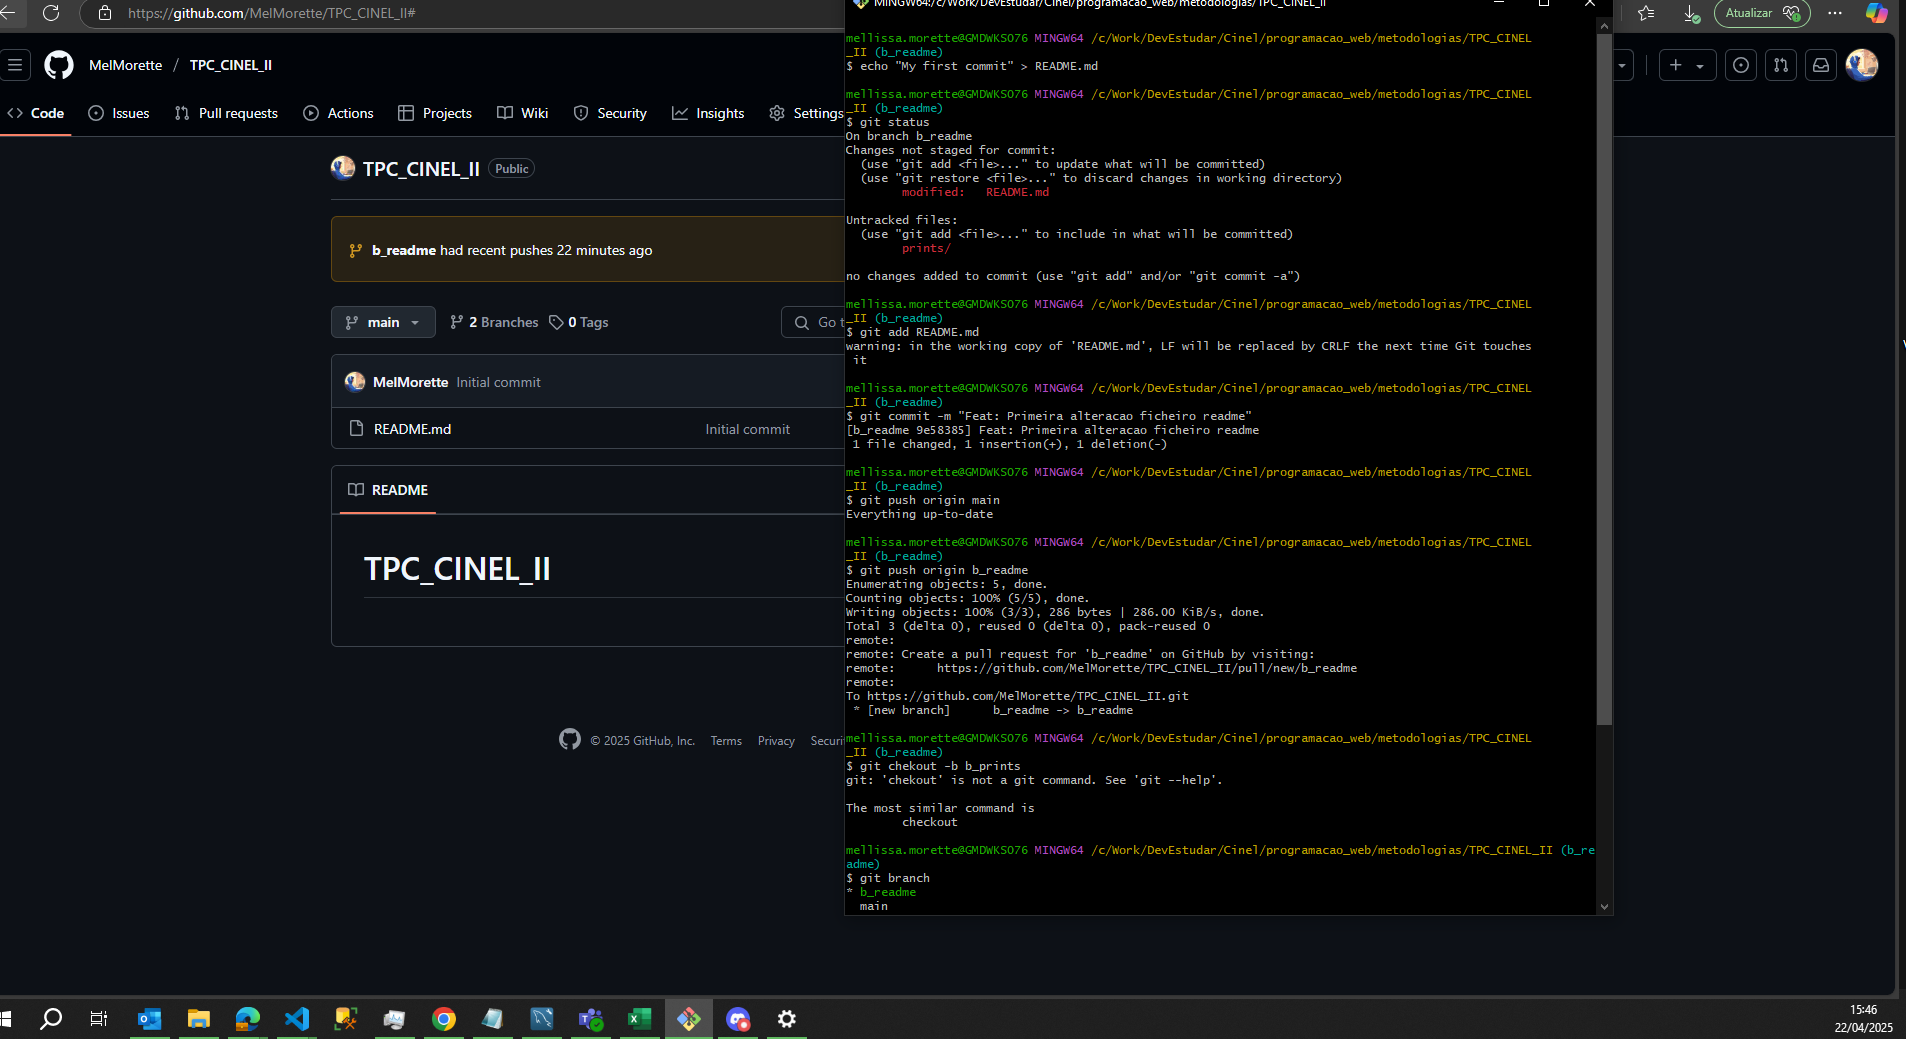 https://github.com/MelMorette/TPC_CINEL_II#
Atualizar
MelMorette / TPC_CINEL_II
Code Issues Pull requests Actions Projects Wiki Security Insights Settings
TPC_CINEL_II Public
b_readme had recent pushes 22 minutes ago
main 2 Branches 0 Tags Go t
MelMorette Initial commit
README.md Initial commit
README
TPC_CINEL_II
© 2025 GitHub, Inc. Terms Privacy Securi
MINGW64:/c/Work/DevEstudar/Cinel/programacao_web/metodologias/TPC_CINEL_II
mellissa.morette@GMDWKS076 MINGW64 /c/Work/DevEstudar/Cinel/programacao_web/metodologias/TPC_CINEL
_II (b_readme)
$ echo "My first commit" > README.md
mellissa.morette@GMDWKS076 MINGW64 /c/Work/DevEstudar/Cinel/programacao_web/metodologias/TPC_CINEL
_II (b_readme)
$ git status
On branch b_readme
Changes not staged for commit:
(use "git add <file>..." to update what will be committed)
(use "git restore <file>..." to discard changes in working directory)
modified: README.md
Untracked files:
(use "git add <file>..." to include in what will be committed)
prints/
no changes added to commit (use "git add" and/or "git commit -a")
mellissa.morette@GMDWKS076 MINGW64 /c/Work/DevEstudar/Cinel/programacao_web/metodologias/TPC_CINEL
_II (b_readme)
$ git add README.md
warning: in the working copy of 'README.md', LF will be replaced by CRLF the next time Git touches
it
mellissa.morette@GMDWKS076 MINGW64 /c/Work/DevEstudar/Cinel/programacao_web/metodologias/TPC_CINEL
_II (b_readme)
$ git commit -m "Feat: Primeira alteracao ficheiro readme"
[b_readme 9e58385] Feat: Primeira alteracao ficheiro readme
1 file changed, 1 insertion(+), 1 deletion(-)
mellissa.morette@GMDWKS076 MINGW64 /c/Work/DevEstudar/Cinel/programacao_web/metodologias/TPC_CINEL
_II (b_readme)
$ git push origin main
Everything up-to-date
mellissa.morette@GMDWKS076 MINGW64 /c/Work/DevEstudar/Cinel/programacao_web/metodologias/TPC_CINEL
_II (b_readme)
$ git push origin b_readme
Enumerating objects: 5, done.
Counting objects: 100% (5/5), done.
Writing objects: 100% (3/3), 286 bytes | 286.00 KiB/s, done.
Total 3 (delta 0), reused 0 (delta 0), pack-reused 0
remote:
remote: Create a pull request for 'b_readme' on GitHub by visiting:
remote: https://github.com/MelMorette/TPC_CINEL_II/pull/new/b_readme
remote:
To https://github.com/MelMorette/TPC_CINEL_II.git
* [new branch] b_readme -> b_readme
mellissa.morette@GMDWKS076 MINGW64 /c/Work/DevEstudar/Cinel/programacao_web/metodologias/TPC_CINEL
_II (b_readme)
$ git chekout -b b_prints
git: 'chekout' is not a git command. See 'git --help'.
The most similar command is
checkout
mellissa.morette@GMDWKS076 MINGW64 /c/Work/DevEstudar/Cinel/programacao_web/metodologias/TPC_CINEL_II (b_re
adme)
$ git branch
* b_readme
main
15:46
22/04/2025